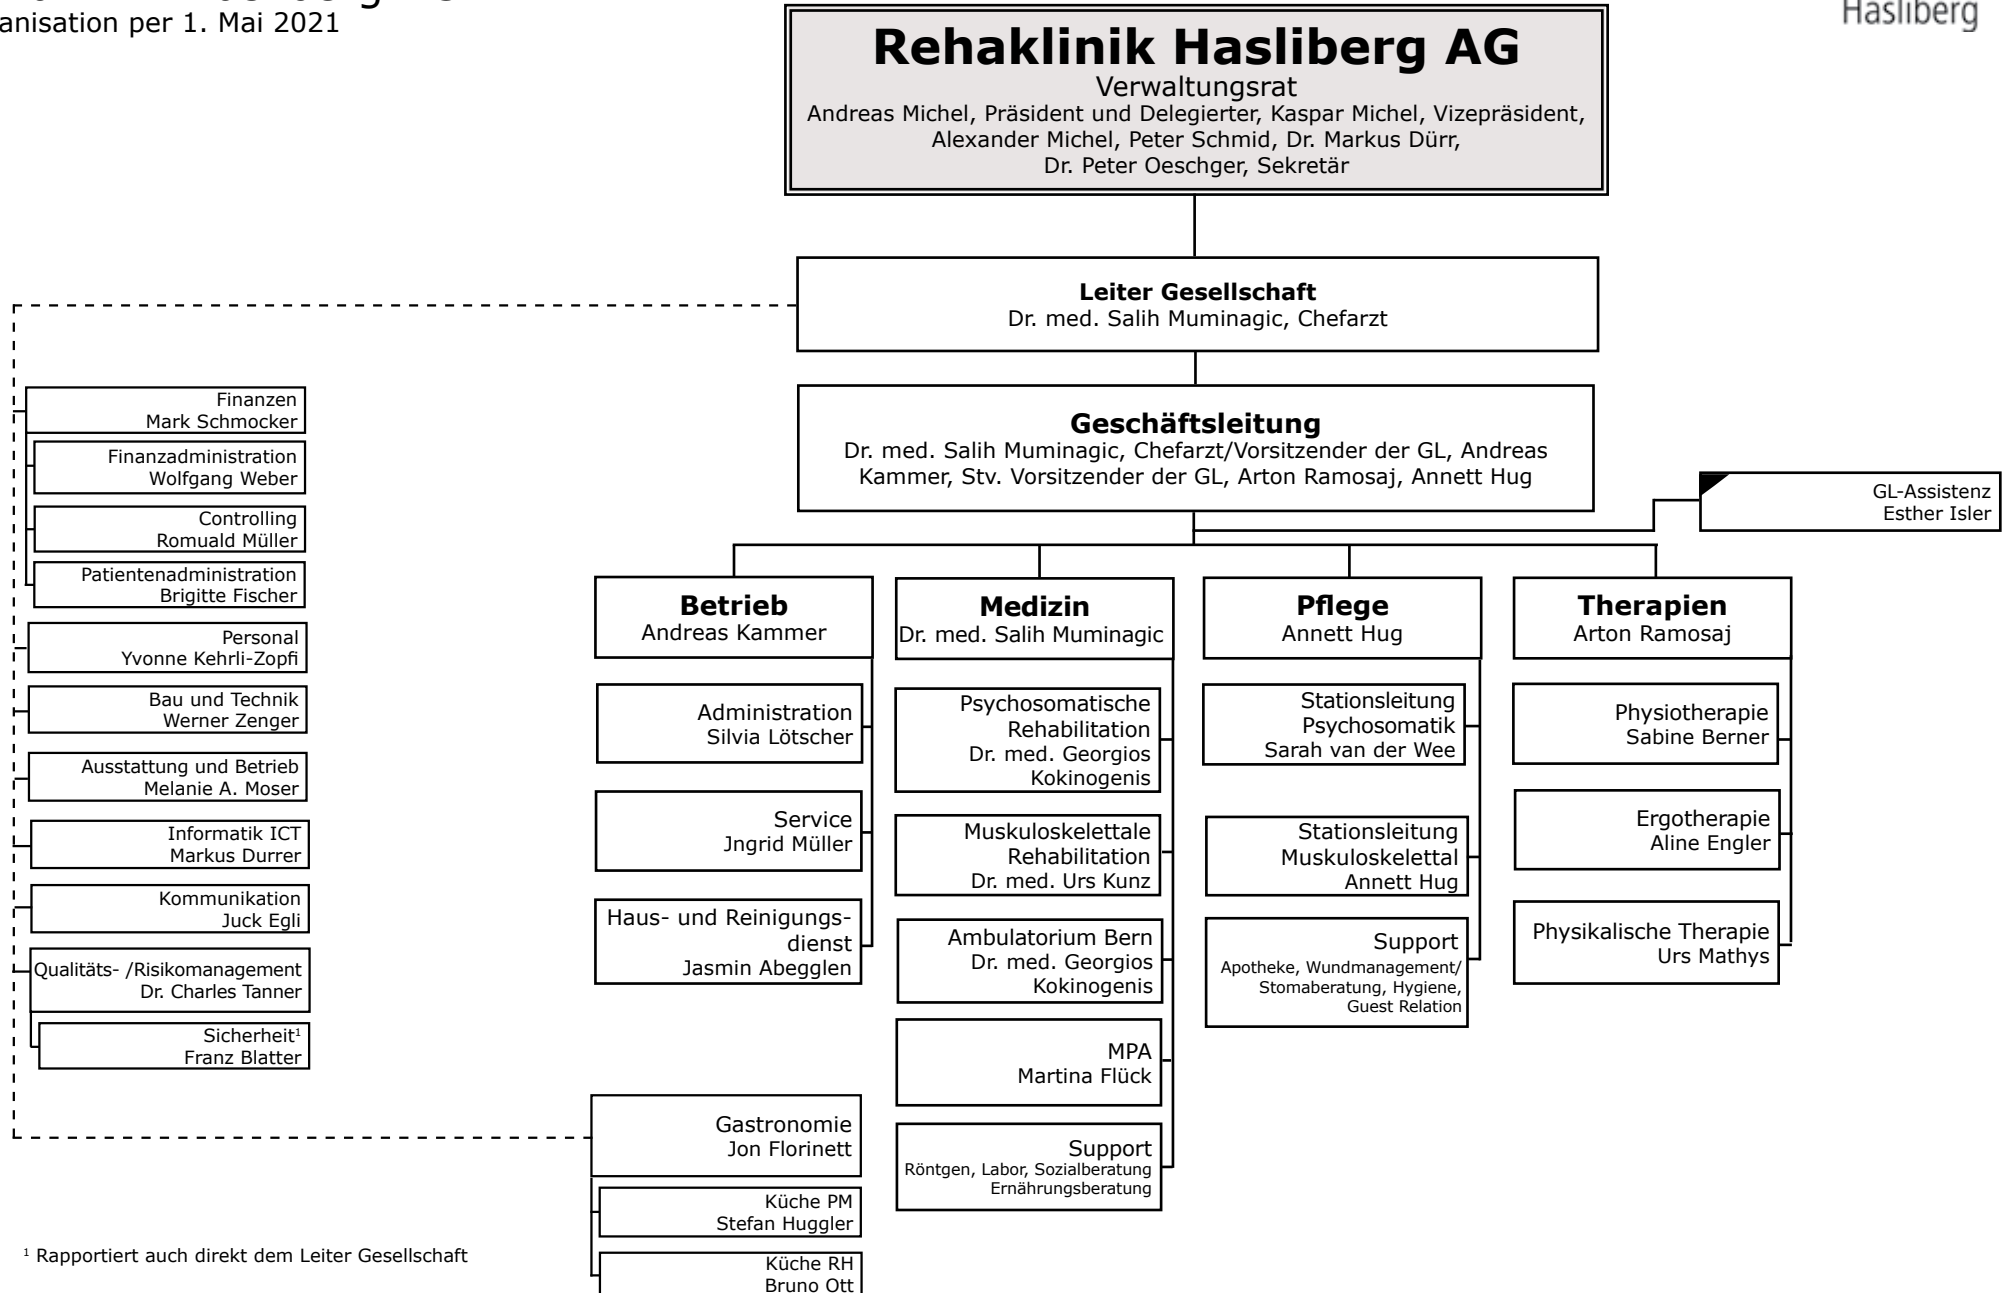 anisation per 1. Mai 2021
Hasliberg
Rehaklinik Hasliberg AG
Verwaltungsrat
Andreas Michel, Präsident und Delegierter, Kaspar Michel, Vizepräsident,
Alexander Michel, Peter Schmid, Dr. Markus Dürr,
Dr. Peter Oeschger, Sekretär
Leiter Gesellschaft
Dr. med. Salih Muminagic, Chefarzt
Geschäftsleitung
Dr. med. Salih Muminagic, Chefarzt/Vorsitzender der GL, Andreas
Kammer, Stv. Vorsitzender der GL, Arton Ramosaj, Annett Hug
GL-Assistenz
Esther Isler
Finanzen
Mark Schmocker
Finanzadministration
Wolfgang Weber
Controlling
Romuald Müller
Patientenadministration
Brigitte Fischer
Personal
Yvonne Kehrli-Zopfi
Bau und Technik
Werner Zenger
Ausstattung und Betrieb
Melanie A. Moser
Informatik ICT
Markus Durrer
Kommunikation
Juck Egli
Qualitäts- /Risikomanagement
Dr. Charles Tanner
Sicherheit¹
Franz Blatter
Betrieb
Andreas Kammer
Administration
Silvia Lötscher
Service
Jngrid Müller
Haus- und Reinigungs-
dienst
Jasmin Abegglen
Gastronomie
Jon Florinett
Küche PM
Stefan Huggler
Küche RH
Bruno Ott
Medizin
Dr. med. Salih Muminagic
Psychosomatische
Rehabilitation
Dr. med. Georgios
Kokinogenis
Muskuloskelettale
Rehabilitation
Dr. med. Urs Kunz
Ambulatorium Bern
Dr. med. Georgios
Kokinogenis
MPA
Martina Flück
Support
Röntgen, Labor, Sozialberatung
Ernährungsberatung
Pflege
Annett Hug
Stationsleitung
Psychosomatik
Sarah van der Wee
Stationsleitung
Muskuloskelettal
Annett Hug
Support
Apotheke, Wundmanagement/
Stomaberatung, Hygiene,
Guest Relation
Therapien
Arton Ramosaj
Physiotherapie
Sabine Berner
Ergotherapie
Aline Engler
Physikalische Therapie
Urs Mathys
¹ Rapportiert auch direkt dem Leiter Gesellschaft